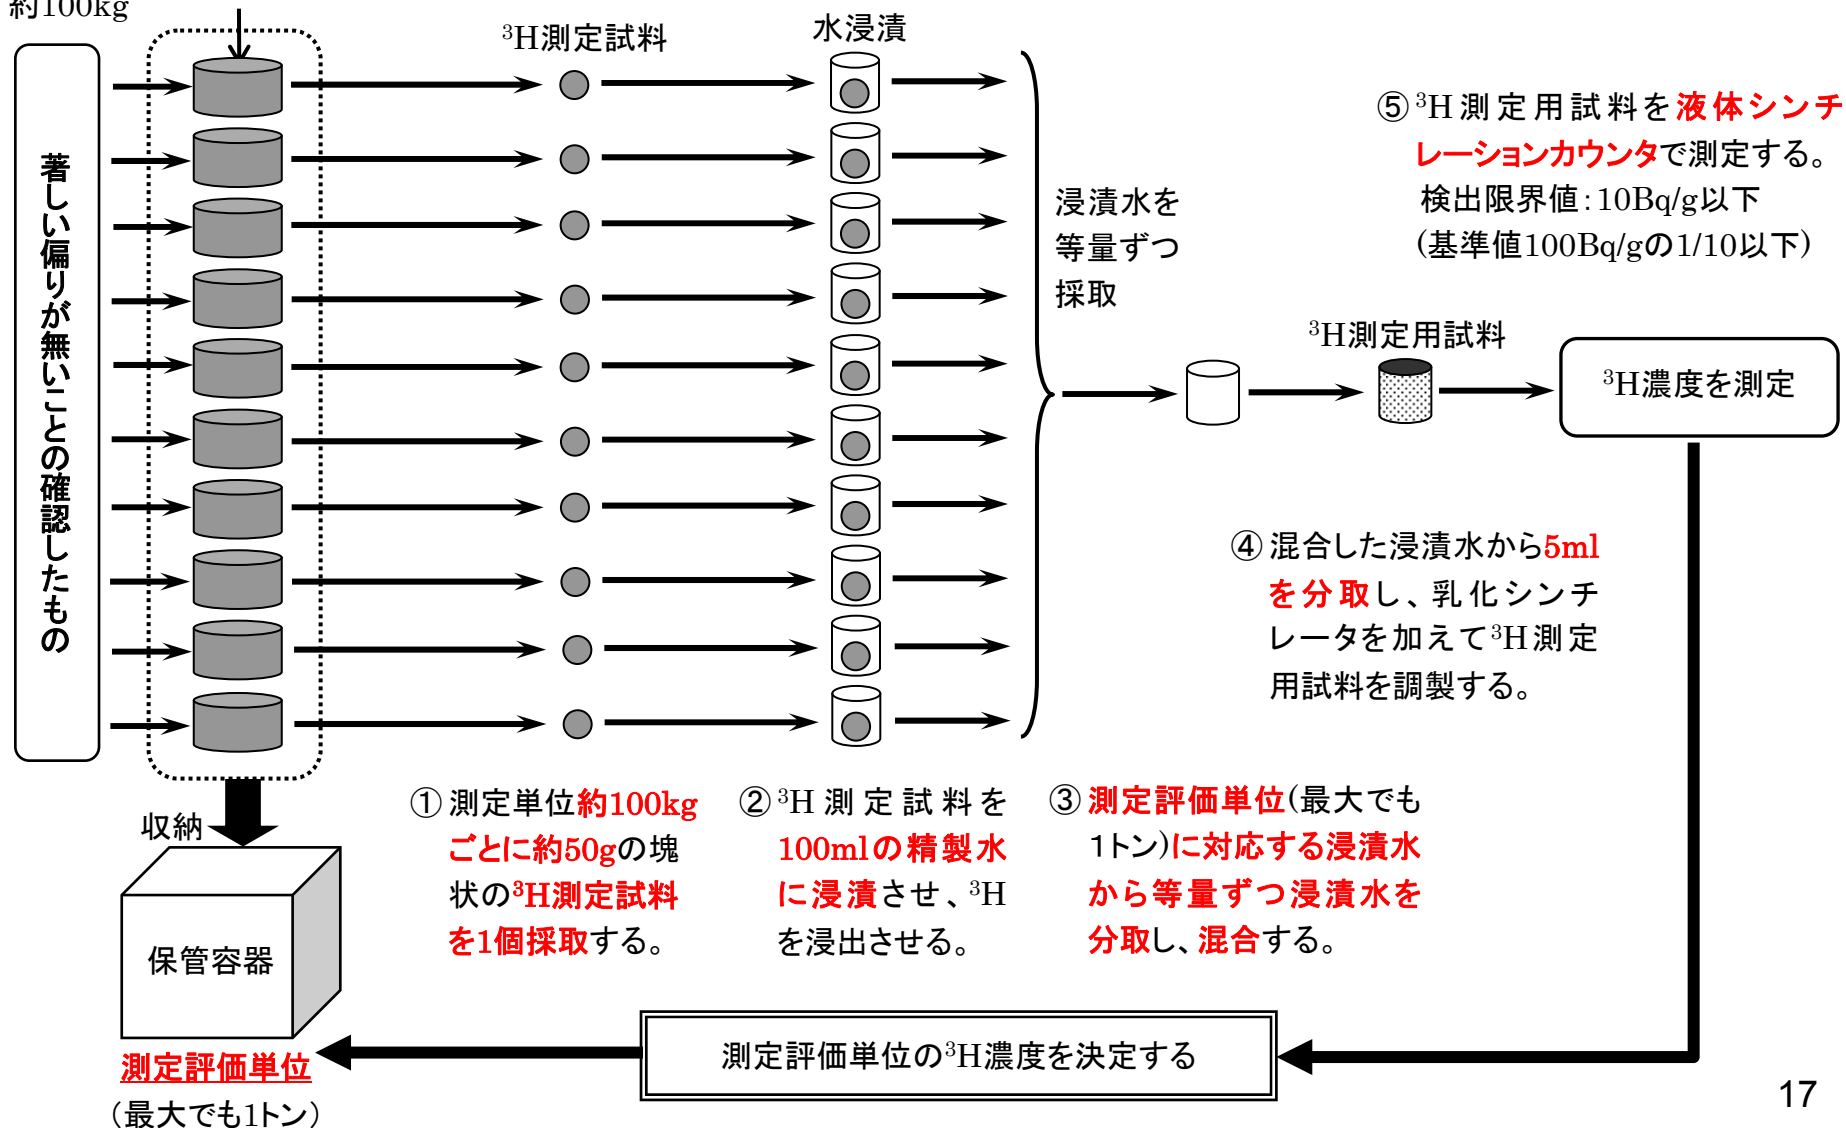 約100kg
³H測定試料
水浸漬
著しい偏りが無いことの確認したもの
浸漬水を
等量ずつ
採取
⑤³H測定用試料を液体シンチ
レーションカウンタで測定する。
検出限界値：10Bq/g以下
(基準値100Bq/gの1/10以下)
³H測定用試料
³H濃度を測定
④混合した浸漬水から5ml
を分取し、乳化シンチ
レータを加えて³H測定
用試料を調製する。
①測定単位約100kg
ごとに約50gの塊
状の³H測定試料
を1個採取する。
②³H測定試料を
100mlの精製水
に浸漬させ、³H
を浸出させる。
③測定評価単位(最大でも
1トン)に対応する浸漬水
から等量ずつ浸漬水を
分取し、混合する。
収納
保管容器
測定評価単位
（最大でも1トン）
測定評価単位の³H濃度を決定する
17